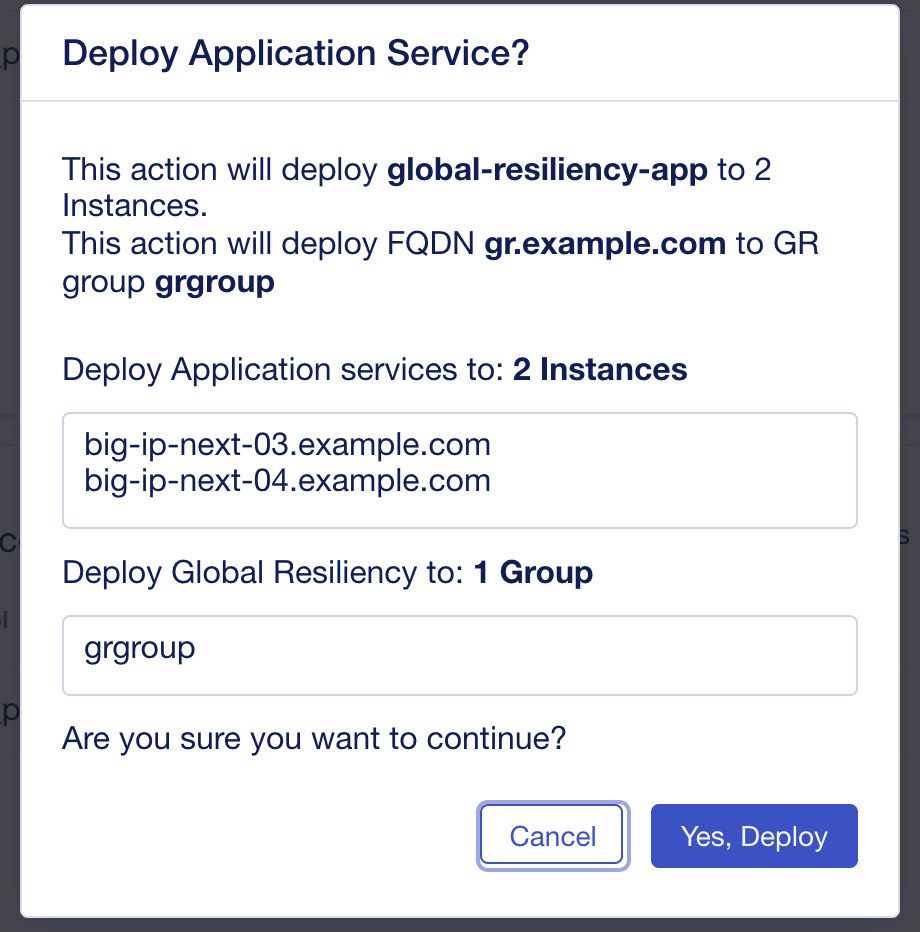 Deploy Application Service?
This action will deploy global-resiliency-app to 2
Instances.
This action will deploy FQDN gr.example.com to GR
group grgroup
Deploy Application services to: 2 Instances
big-ip-next-03.example.com
big-ip-next-04.example.com
Deploy Global Resiliency to: 1 Group
grgroup
Are you sure you want to continue?
Cancel
Yes, Deploy